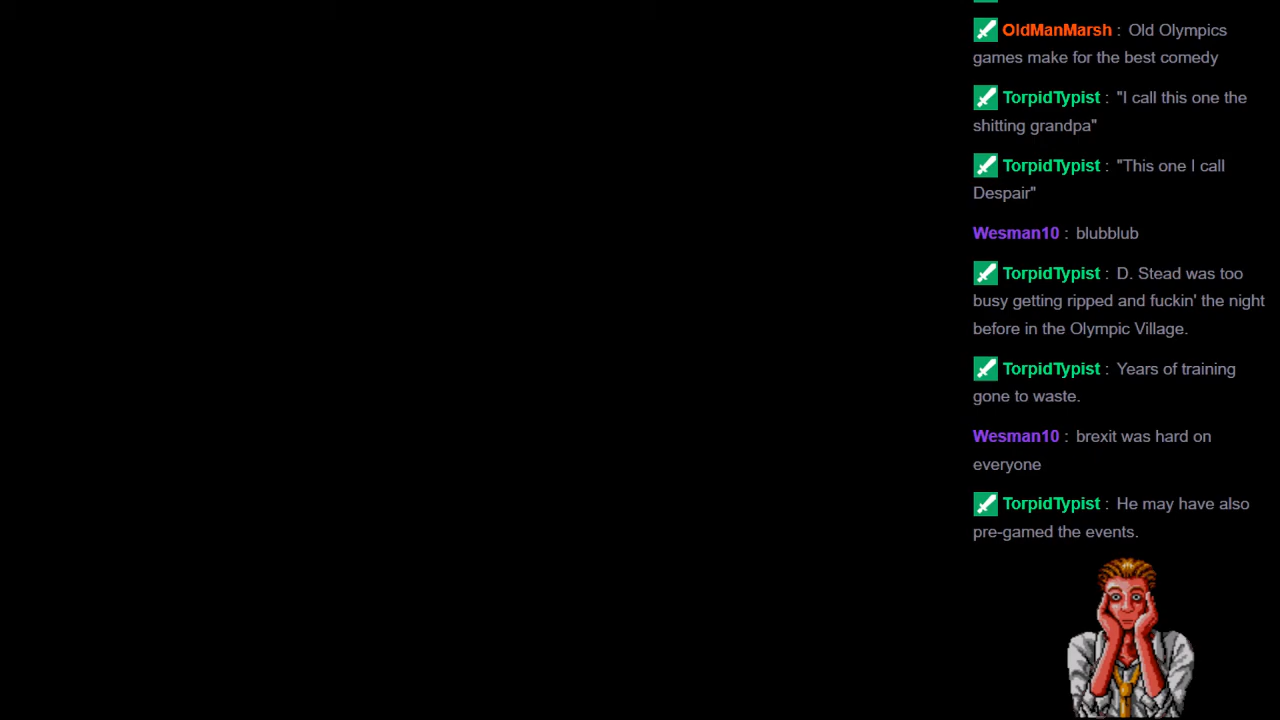 OldManMarsh : Old Olympics
games make for the best comedy
TorpidTypist : "I call this one the
shitting grandpa"
TorpidTypist : "This one I call
Despair"
Wesman10 : blubblub
TorpidTypist : D. Stead was too
busy getting ripped and fuckin' the night
before in the Olympic Village.
TorpidTypist : Years of training
gone to waste.
Wesman10 : brexit was hard on
everyone
TorpidTypist : He may have also
pre-gamed the events.